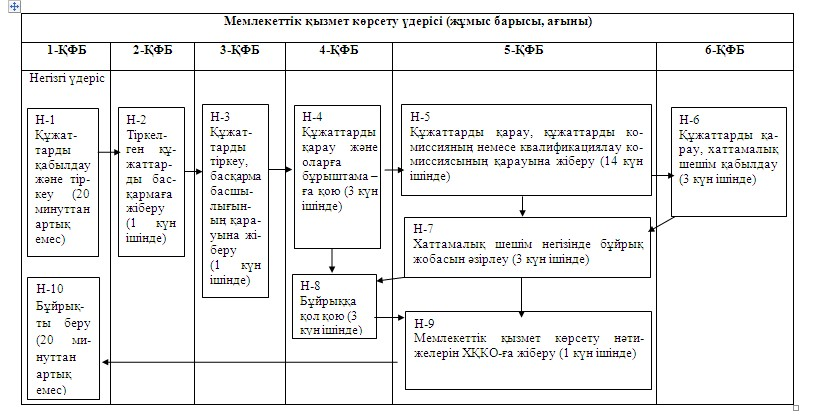 Мемлекеттік қызмет көрсету үдерісі (жұмыс барысы, ағыны)
1-ҚФБ 2-ҚФБ 3-ҚФБ 4-ҚФБ 5-ҚФБ 6-ҚФБ
Негізгі үдеріс
Н-1
Құжат-
тарды
қабылдау
және тір-
кеу (20
минуттан
артық
емес)
Н-2
Тіркел-
ген құ-
жаттар-
ды бас-
қармаға
жіберу
(1 күн
ішінде)
Н-3
Құжат-
тарды
тіркеу,
басқарма
басшы-
лығын-
ың қара-
уына жі-
беру
(1 күн
ішінде)
Н-4
Құжаттарды
қарау және
оларға
бұрыштама –
ға қою (3 күн
ішінде)
Н-5
Құжаттарды қарау, құжаттарды ко-
миссияның немесе квалификациялау ко-
миссиясының қарауына жіберу (14 күн
ішінде)
Н-6
Құжаттарды қа-
рау, хаттамалық
шешім қабылдау
(3 күн ішінде)
Н-7
Хаттамалық шешім негізінде бұйрық
жобасын әзірлеу (3 күн ішінде)
Н-8
Бұйрыққа
қол қою (3
күн ішінде)
Н-9
Мемлекеттік қызмет көрсету нәти-
желерін ХҚКО-ға жіберу (1 күн ішінде)
Н-10
Бұйрық-
ты беру
(20 ми-
нуттан
артық
емес)